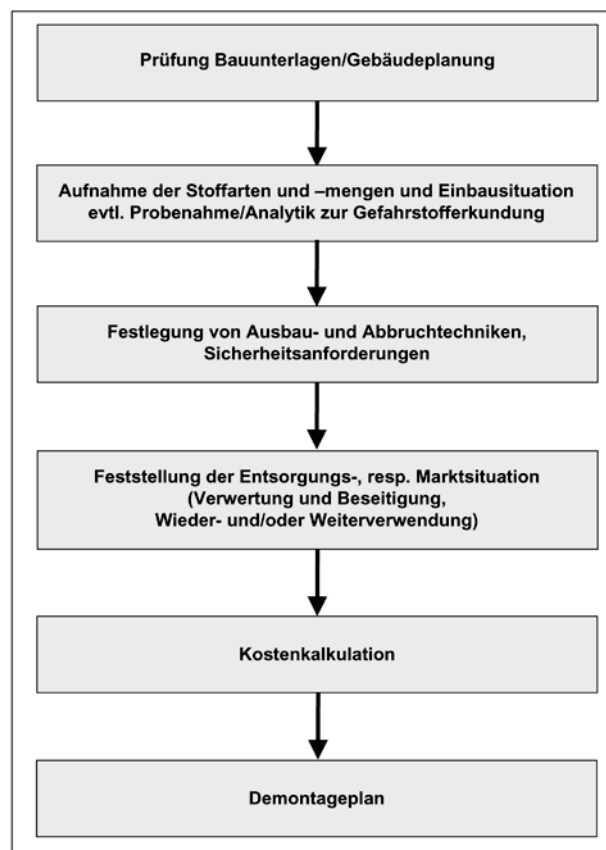 Prüfung Bauunterlagen/Gebäudeplanung
Aufnahme der Stoffarten und –mengen und Einbausituation
evtl. Probenahme/Analytik zur Gefahrstofferkundung
Festlegung von Ausbau- und Abbruchtechniken,
Sicherheitsanforderungen
Feststellung der Entsorgungs-, resp. Marktsituation
(Verwertung und Beseitigung,
Wieder- und/oder Weiterverwendung)
Kostenkalkulation
Demontageplan